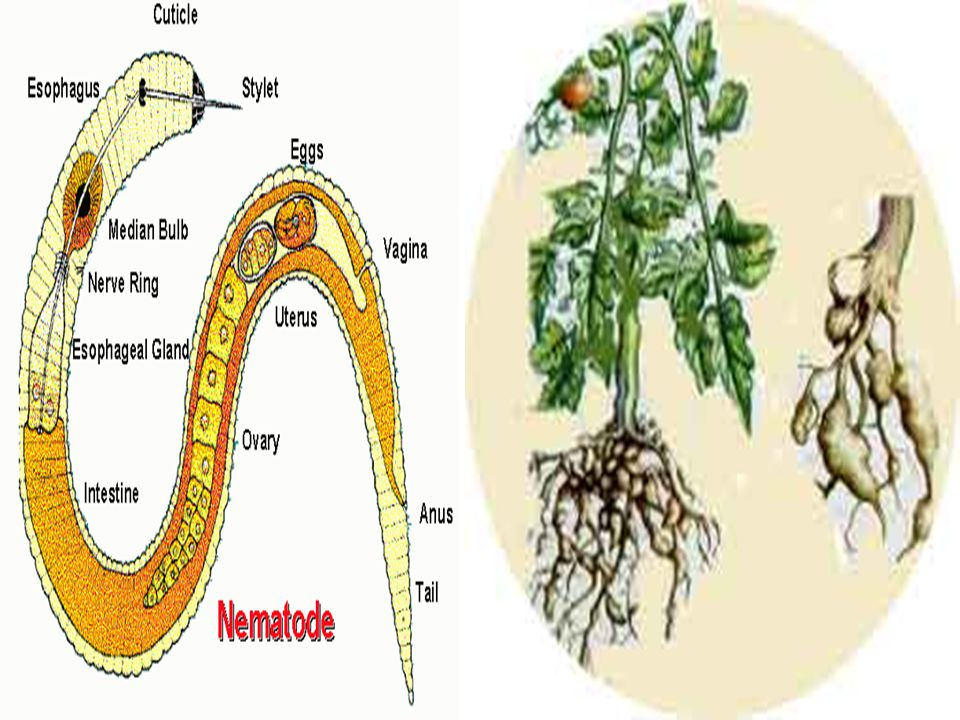 Cuticle
Esophagus
Stylet
Eggs
Median Bulb
Vagina
Nerve Ring
Uterus
Esophageal Gland
Ovary
Intestine
Anus
Tail
Nematode